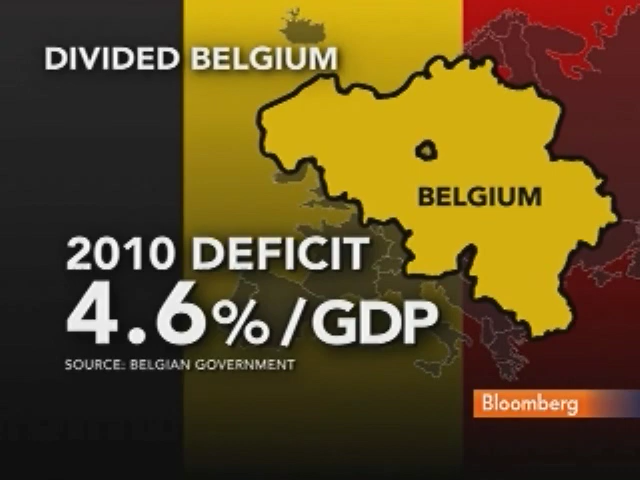 DIVIDED BELGIUM
BELGIUM
2010 DEFICIT
4.6%/GDP
SOURCE: BELGIAN GOVERNMENT
Bloomberg